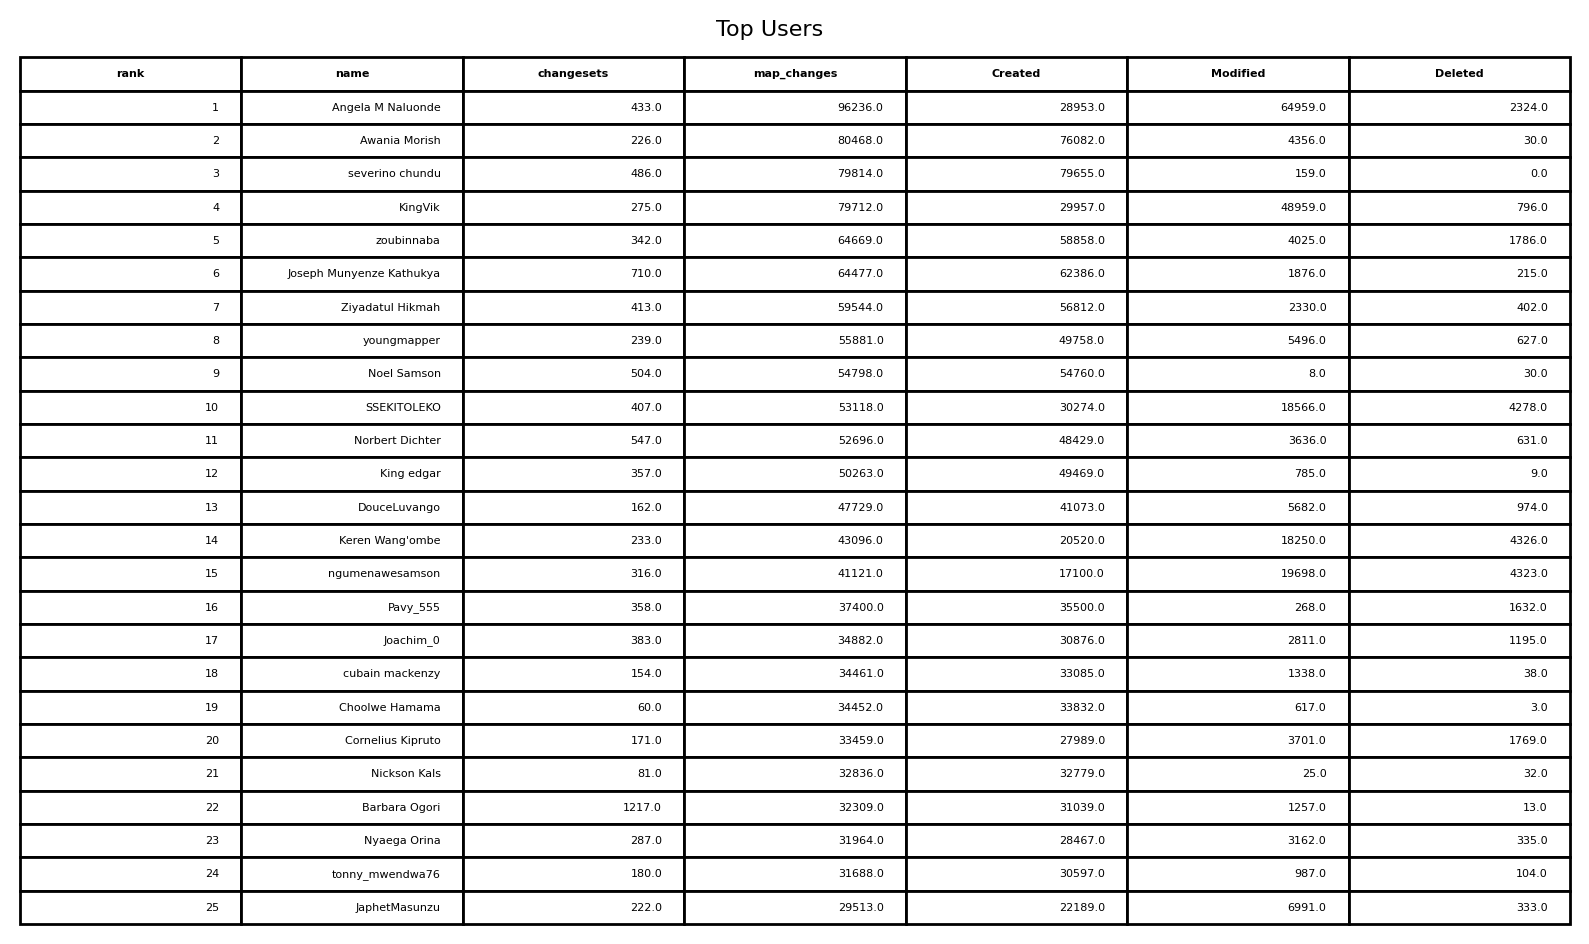 Top Users
rank name changesets map_changes Created Modified Deleted
1 Angela M Naluonde 433.0 96236.0 28953.0 64959.0 2324.0
2 Awania Morish 226.0 80468.0 76082.0 4356.0 30.0
3 severino chundu 486.0 79814.0 79655.0 159.0 0.0
4 KingVik 275.0 79712.0 29957.0 48959.0 796.0
5 zoubinnaba 342.0 64669.0 58858.0 4025.0 1786.0
6 Joseph Munyenze Kathukya 710.0 64477.0 62386.0 1876.0 215.0
7 Ziyadatul Hikmah 413.0 59544.0 56812.0 2330.0 402.0
8 youngmapper 239.0 55881.0 49758.0 5496.0 627.0
9 Noel Samson 504.0 54798.0 54760.0 8.0 30.0
10 SSEKITOLEKO 407.0 53118.0 30274.0 18566.0 4278.0
11 Norbert Dichter 547.0 52696.0 48429.0 3636.0 631.0
12 King edgar 357.0 50263.0 49469.0 785.0 9.0
13 DouceLuvango 162.0 47729.0 41073.0 5682.0 974.0
14 Keren Wang'ombe 233.0 43096.0 20520.0 18250.0 4326.0
15 ngumenawesamson 316.0 41121.0 17100.0 19698.0 4323.0
16 Pavy_555 358.0 37400.0 35500.0 268.0 1632.0
17 Joachim_0 383.0 34882.0 30876.0 2811.0 1195.0
18 cubain mackenzy 154.0 34461.0 33085.0 1338.0 38.0
19 Choolwe Hamama 60.0 34452.0 33832.0 617.0 3.0
20 Cornelius Kipruto 171.0 33459.0 27989.0 3701.0 1769.0
21 Nickson Kals 81.0 32836.0 32779.0 25.0 32.0
22 Barbara Ogori 1217.0 32309.0 31039.0 1257.0 13.0
23 Nyaega Orina 287.0 31964.0 28467.0 3162.0 335.0
24 tonny_mwendwa76 180.0 31688.0 30597.0 987.0 104.0
25 JaphetMasunzu 222.0 29513.0 22189.0 6991.0 333.0